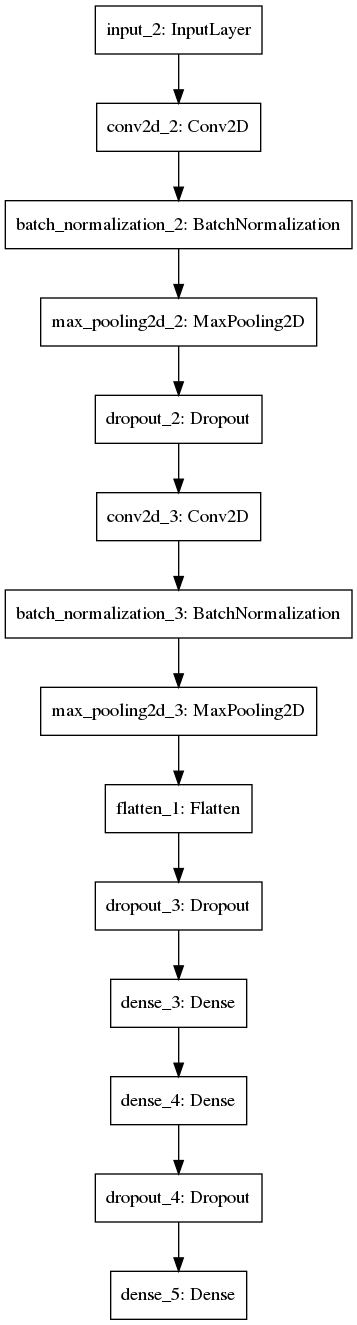 input_2: InputLayer
conv2d_2: Conv2D
batch_normalization_2: BatchNormalization
max_pooling2d_2: MaxPooling2D
dropout_2: Dropout
conv2d_3: Conv2D
batch_normalization_3: BatchNormalization
max_pooling2d_3: MaxPooling2D
flatten_1: Flatten
dropout_3: Dropout
dense_3: Dense
dense_4: Dense
dropout_4: Dropout
dense_5: Dense